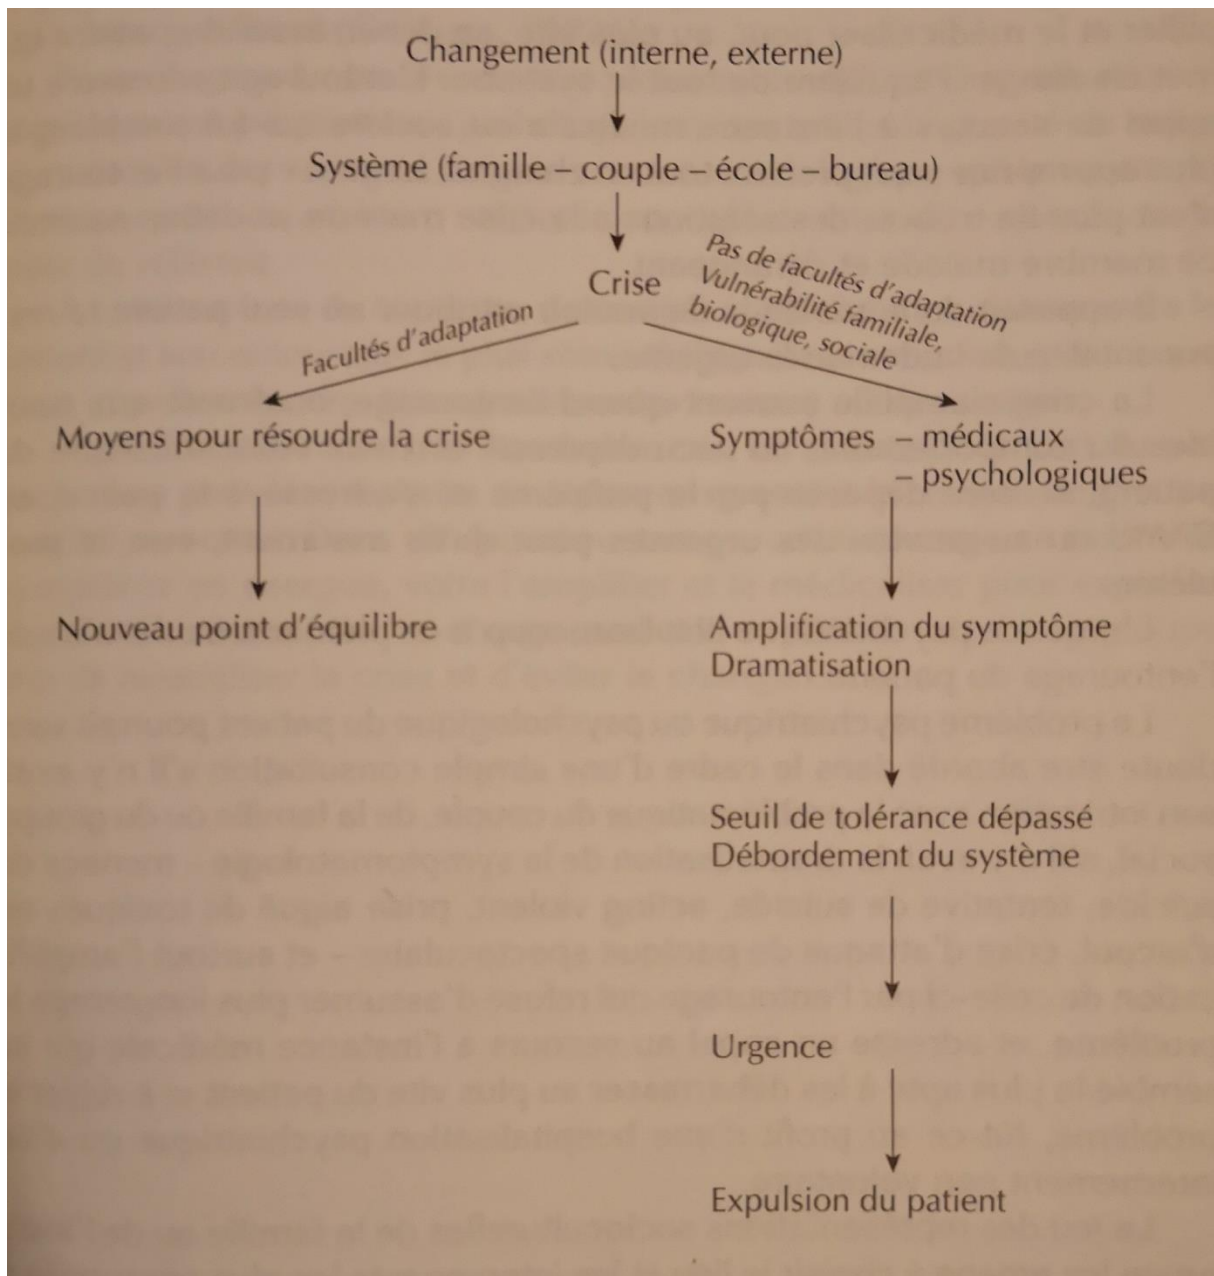 Changement (interne, externe)
Système (famille – couple – école – bureau)
Crise
Facultés d'adaptation
Pas de facultés d'adaptation
Vulnérabilité familiale,
biologique, sociale
Moyens pour résoudre la crise
Symptômes – médicaux
– psychologiques
Nouveau point d'équilibre
Amplification du symptôme
Dramatisation
Seuil de tolérance dépassé
Débordement du système
Urgence
Expulsion du patient